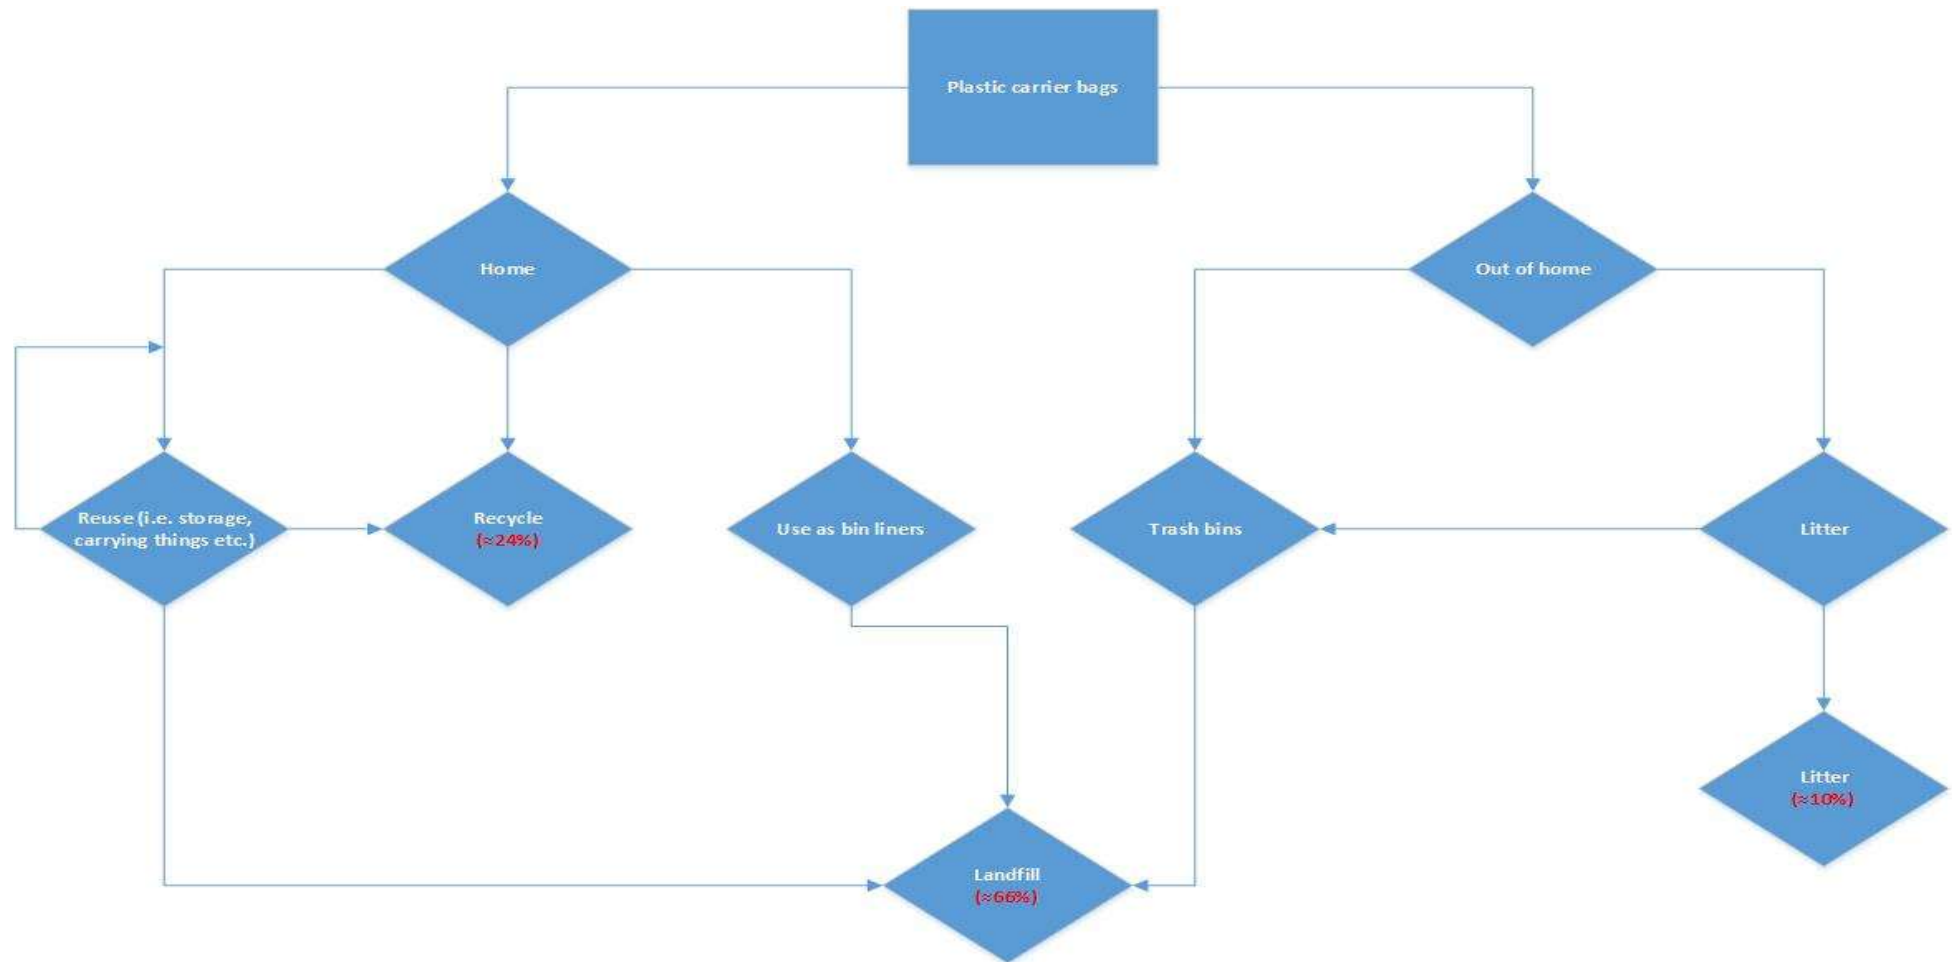 Plastic carrier bags
Home
Out of home
Reuse (i.e. storage,
carrying things etc.)
Recycle
(≈24%)
Use as bin liners
Trash bins
Litter
Litter
(≈10%)
Landfill
(≈66%)